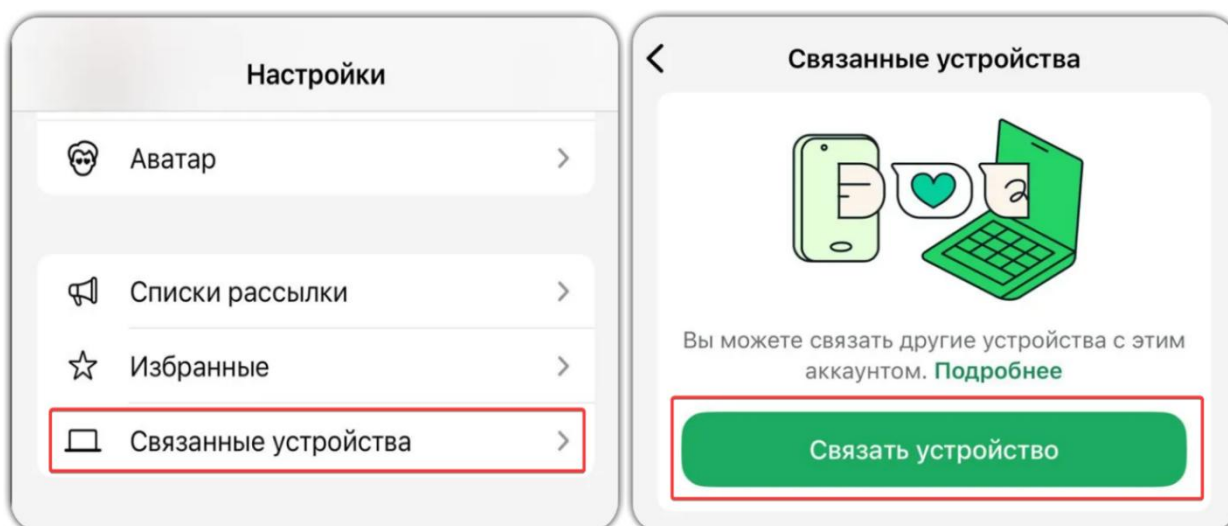 Настройки
Аватар
Списки рассылки
Избранные
Связанные устройства
Связанные устройства
Вы можете связать другие устройства с этим
аккаунтом. Подробнее
Связать устройство